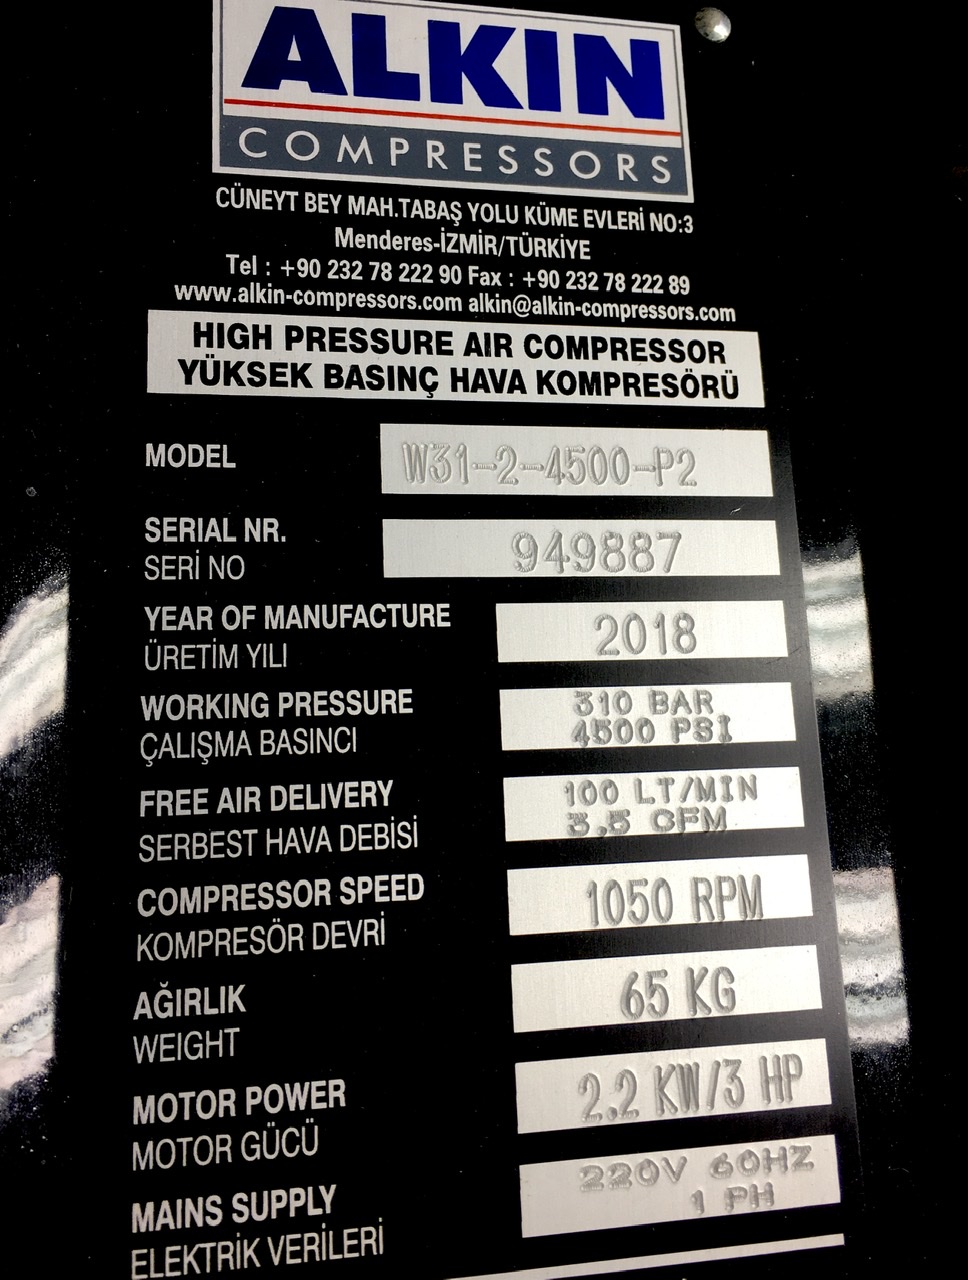 ALKIN
COMPRESSORS
CÜNEYT BEY MAH.TABAŞ YOLU KÜME EVLERİ NO:3
Menderes-İZMİR/TÜRKİYE
Tel : +90 232 78 222 90 Fax : +90 232 78 222 89
www.alkin-compressors.com alkin@alkin-compressors.com
HIGH PRESSURE AIR COMPRESSOR
YÜKSEK BASINÇ HAVA KOMPRESÖRÜ
MODEL W31-2-4500-P2
SERIAL NR. 949887
SERİ NO
YEAR OF MANUFACTURE 2018
ÜRETİM YILI
WORKING PRESSURE 310 BAR
ÇALIŞMA BASINCI 4500 PSİ
FREE AIR DELIVERY 100 LT/MIN
SERBEST HAVA DEBİSİ 3,5 CFM
COMPRESSOR SPEED 1050 RPM
KOMPRESÖR DEVRİ
AĞIRLIK 65 KG
WEIGHT
MOTOR POWER 2.2 KW/3 HP
MOTOR GÜCÜ
MAINS SUPPLY 220V 60HZ
ELEKTRİK VERİLERİ 1 PH